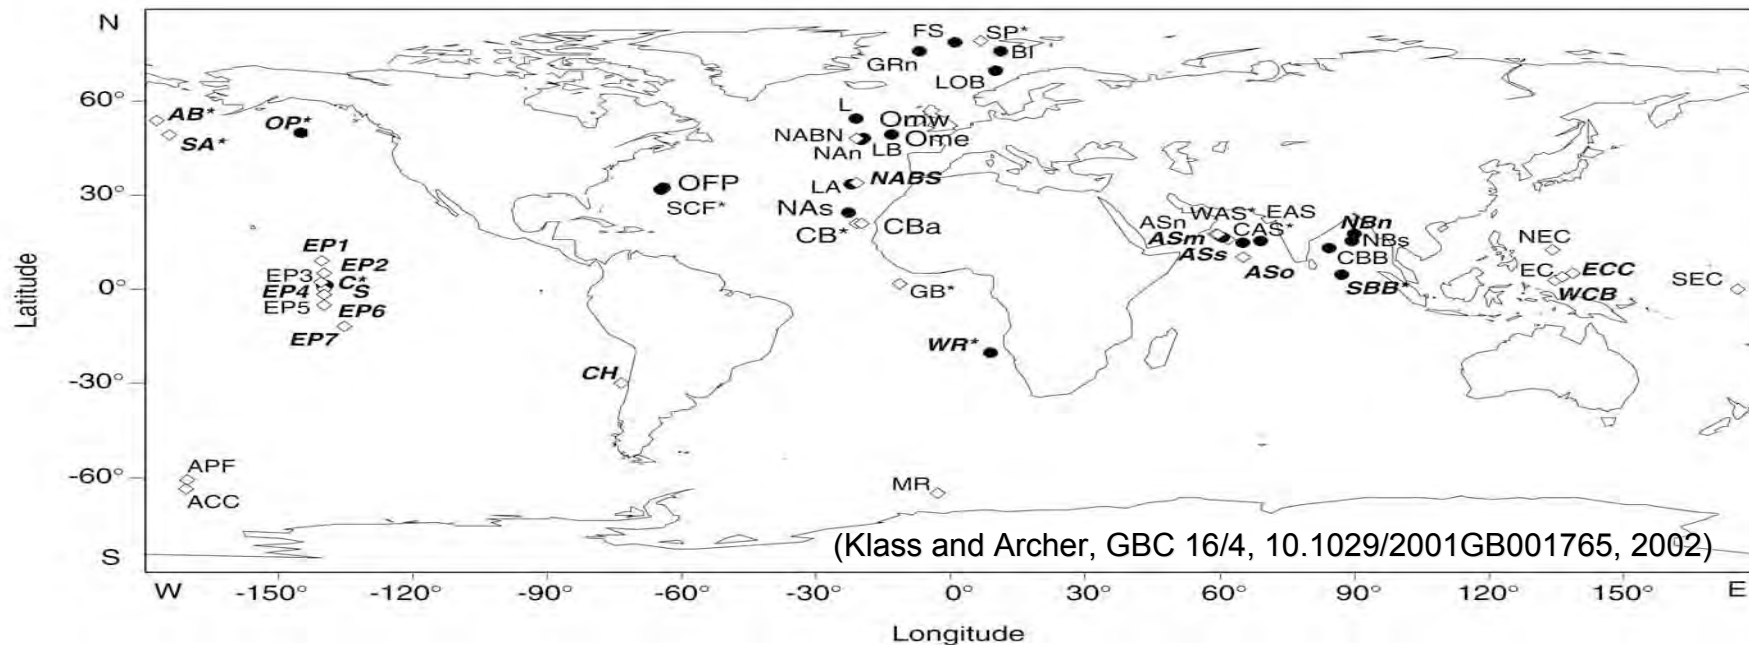 N
FS
SP*
GRn
BI
LOB
60°
AB*
SA*
OP*
L
Omw
NABN
Ome
NAn
LB
30°
OFP
SCF*
LA
NABS
NAs
CB*
CBa
ASn
WAS*
EAS
CAS*
ASm
ASs
ASo
NBn
NBs
CBB
SBB*
NEC
EC
ECC
WCB
SEC
EP1
EP2
EP3
C*
EP4
S
EP5
EP6
EP7
0°
GB*
WR*
-30°
CH
-60°
APF
ACC
MR
S
(Klass and Archer, GBC 16/4, 10.1029/2001GB001765, 2002)
W -150° -120° -90° -60° -30° 0° 30° 60° 90° 120° 150° E
Latitude
Longitude